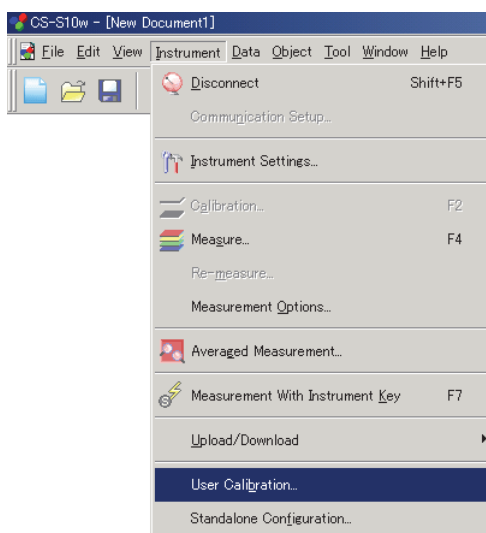 CS-S10w - [New Document1]
File Edit View Instrument Data Object Tool Window Help
Disconnect Shift+F5
Communication Setup...
Instrument Settings...
Calibration... F2
Measure... F4
Re-measure...
Measurement Options...
Averaged Measurement...
Measurement With Instrument Key F7
Upload/Download
User Calibration...
Standalone Configuration...